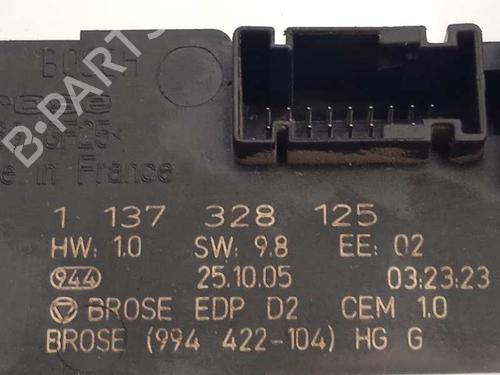 BOSCH
e in France
1 137 328 125
HW: 1.0 SW: 9.8 EE: 02
944 25.10.05 03:23:23
BROSE EDP D2 CEM 1.0
BROSE (994 422-104) HG G
B-PARTS